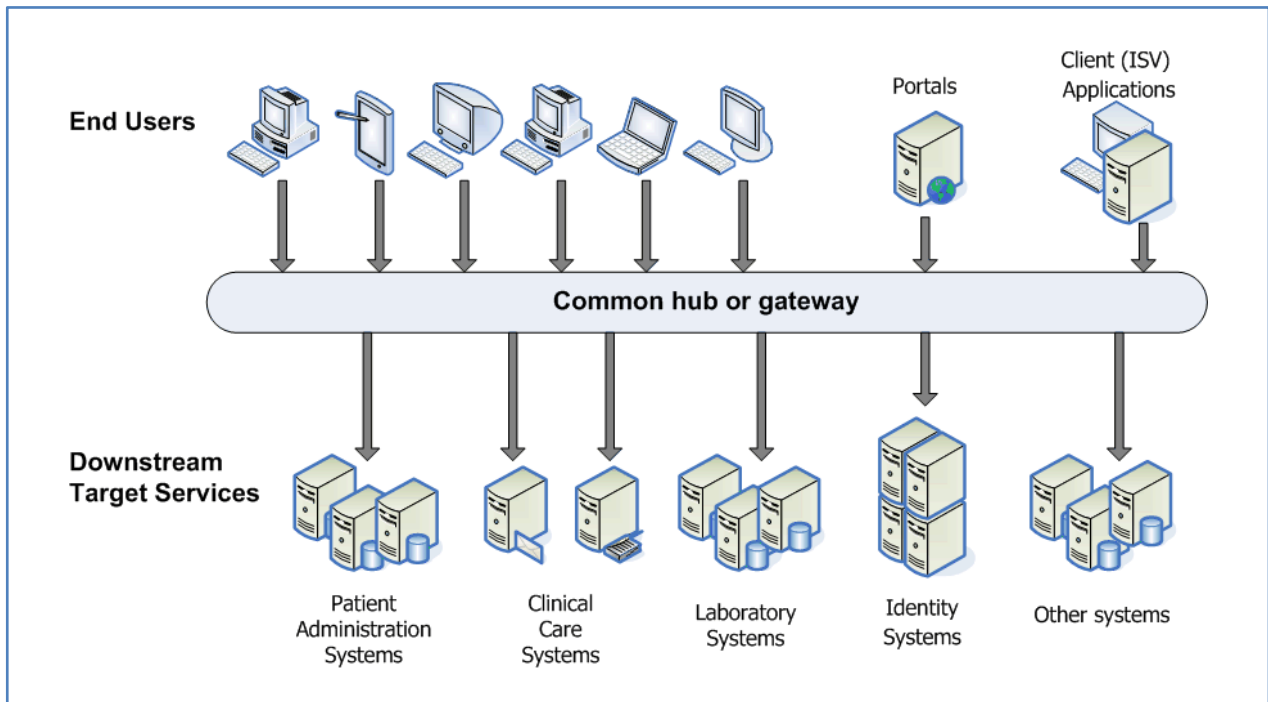 End Users
Portals
Client (ISV)
Applications
Common hub or gateway
Downstream
Target Services
Patient
Administration
Systems
Clinical
Care
Systems
Laboratory
Systems
Identity
Systems
Other systems